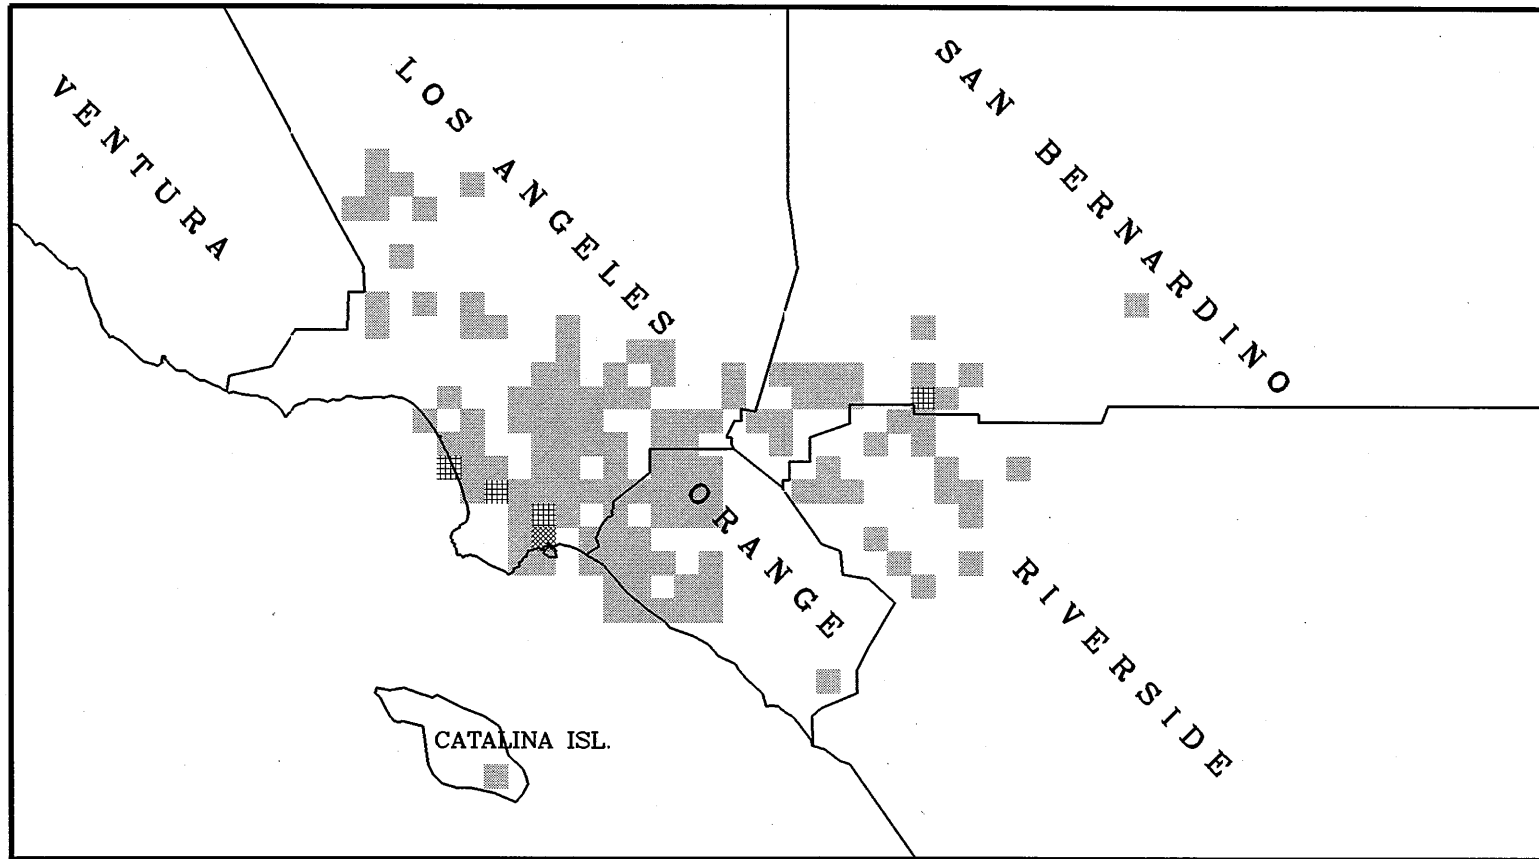 VENTURA
LOS ANGELES
SAN BERNARDINO
ORANGE
RIVERSIDE
CATALINA ISL.